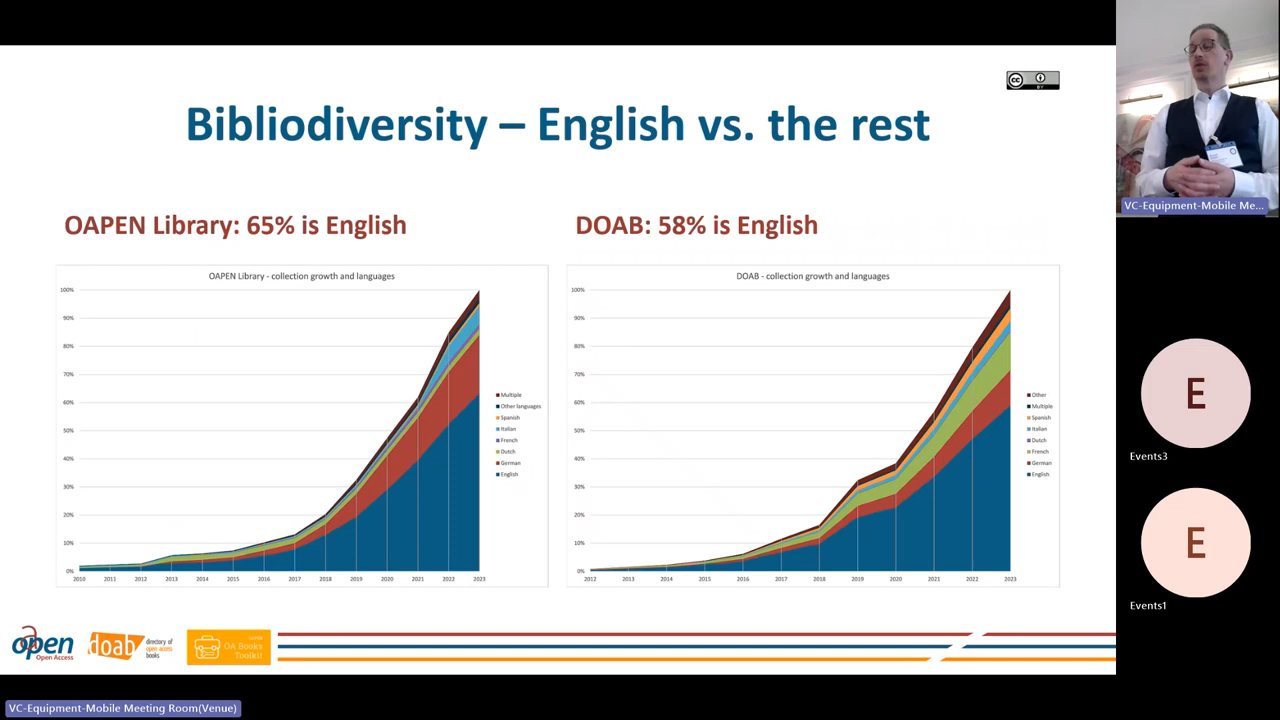 BY
Bibliodiversity – English vs. the rest
OAPEN Library: 65% is English
DOAB: 58% is English
OAPEN Library - collection growth and languages
100%
90%
80%
70%
60%
50%
40%
30%
20%
10%
0%
2010 2011 2012 2013 2014 2015 2016 2017 2018 2019 2020 2021 2022 2023
Multiple
Other languages
Spanish
Italian
French
Dutch
German
English
DOAB - collection growth and languages
100%
90%
80%
70%
60%
50%
40%
30%
20%
10%
0%
2012 2013 2014 2015 2016 2017 2018 2019 2020 2021 2022 2023
Other
Multiple
Spanish
Italian
Dutch
French
German
English
open
Open Access
doab
directory of
open access
books
OA Books
Toolkit
VC-Equipment-Mobile Me...
E
Events3
E
Events1
VC-Equipment-Mobile Meeting Room(Venue)